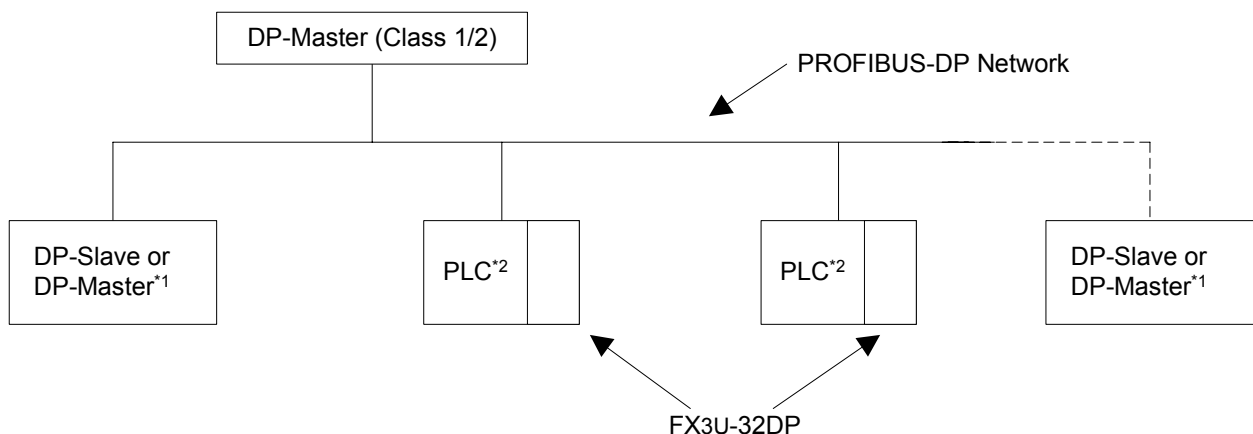 DP-Master (Class 1/2)
PROFIBUS-DP Network
DP-Slave or
DP-Master*1
PLC*2
PLC*2
DP-Slave or
DP-Master*1
FX3U-32DP